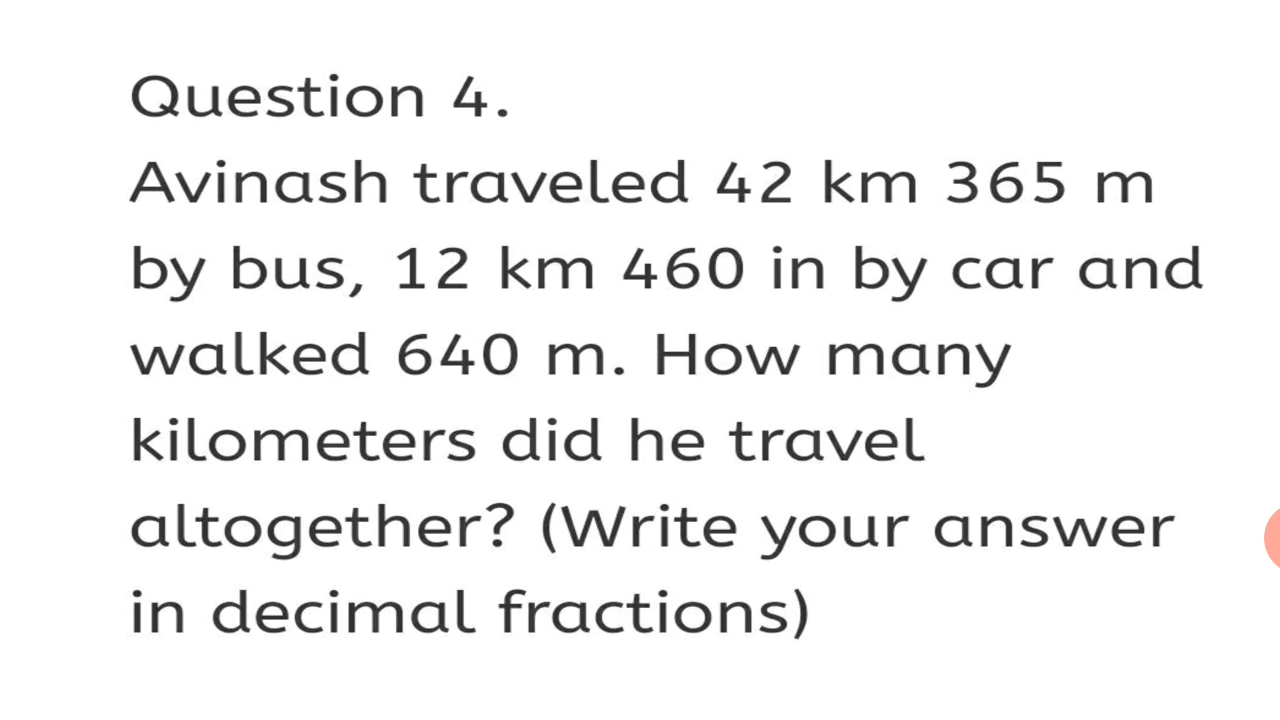 Question 4.
Avinash traveled 42 km 365 m
by bus, 12 km 460 in by car and
walked 640 m. How many
kilometers did he travel
altogether? (Write your answer
in decimal fractions)